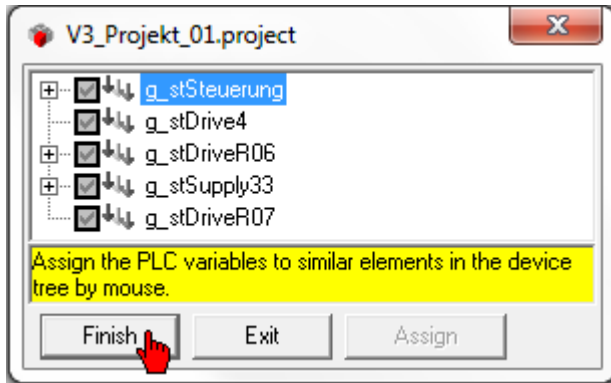 V3_Projekt_01.project
g_stSteuerung
g_stDrive4
g_stDriveR06
g_stSupply33
g_stDriveR07
Assign the PLC variables to similar elements in the device
tree by mouse.
Finish Exit Assign